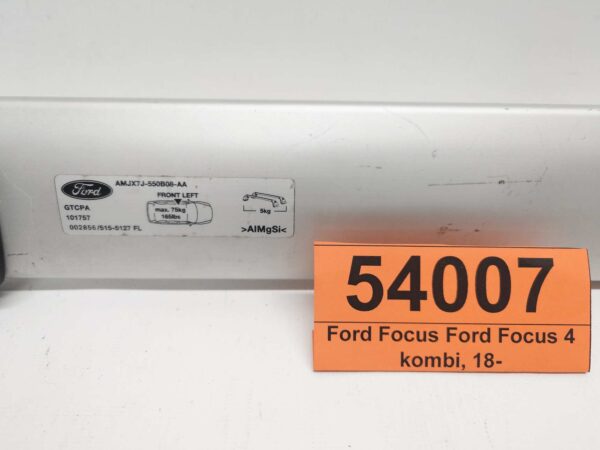 Ford
AMJX7J-550B08-AA
FRONT LEFT
GTCPA
101757
max. 75kg
165lbs
5kg
002856/515-5127 FL
>AlMgSi<
54007
Ford Focus Ford Focus 4
kombi, 18-